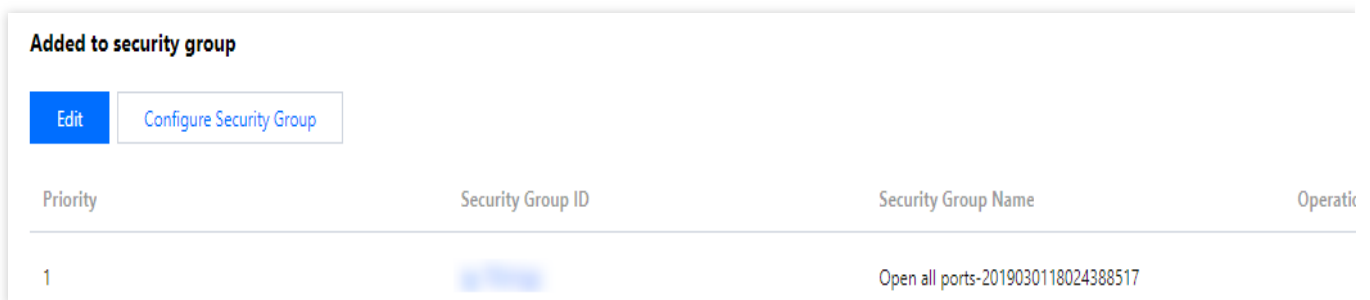 Added to security group
Edit Configure Security Group
Priority Security Group ID Security Group Name Operatio
1 Open all ports-2019030118024388517